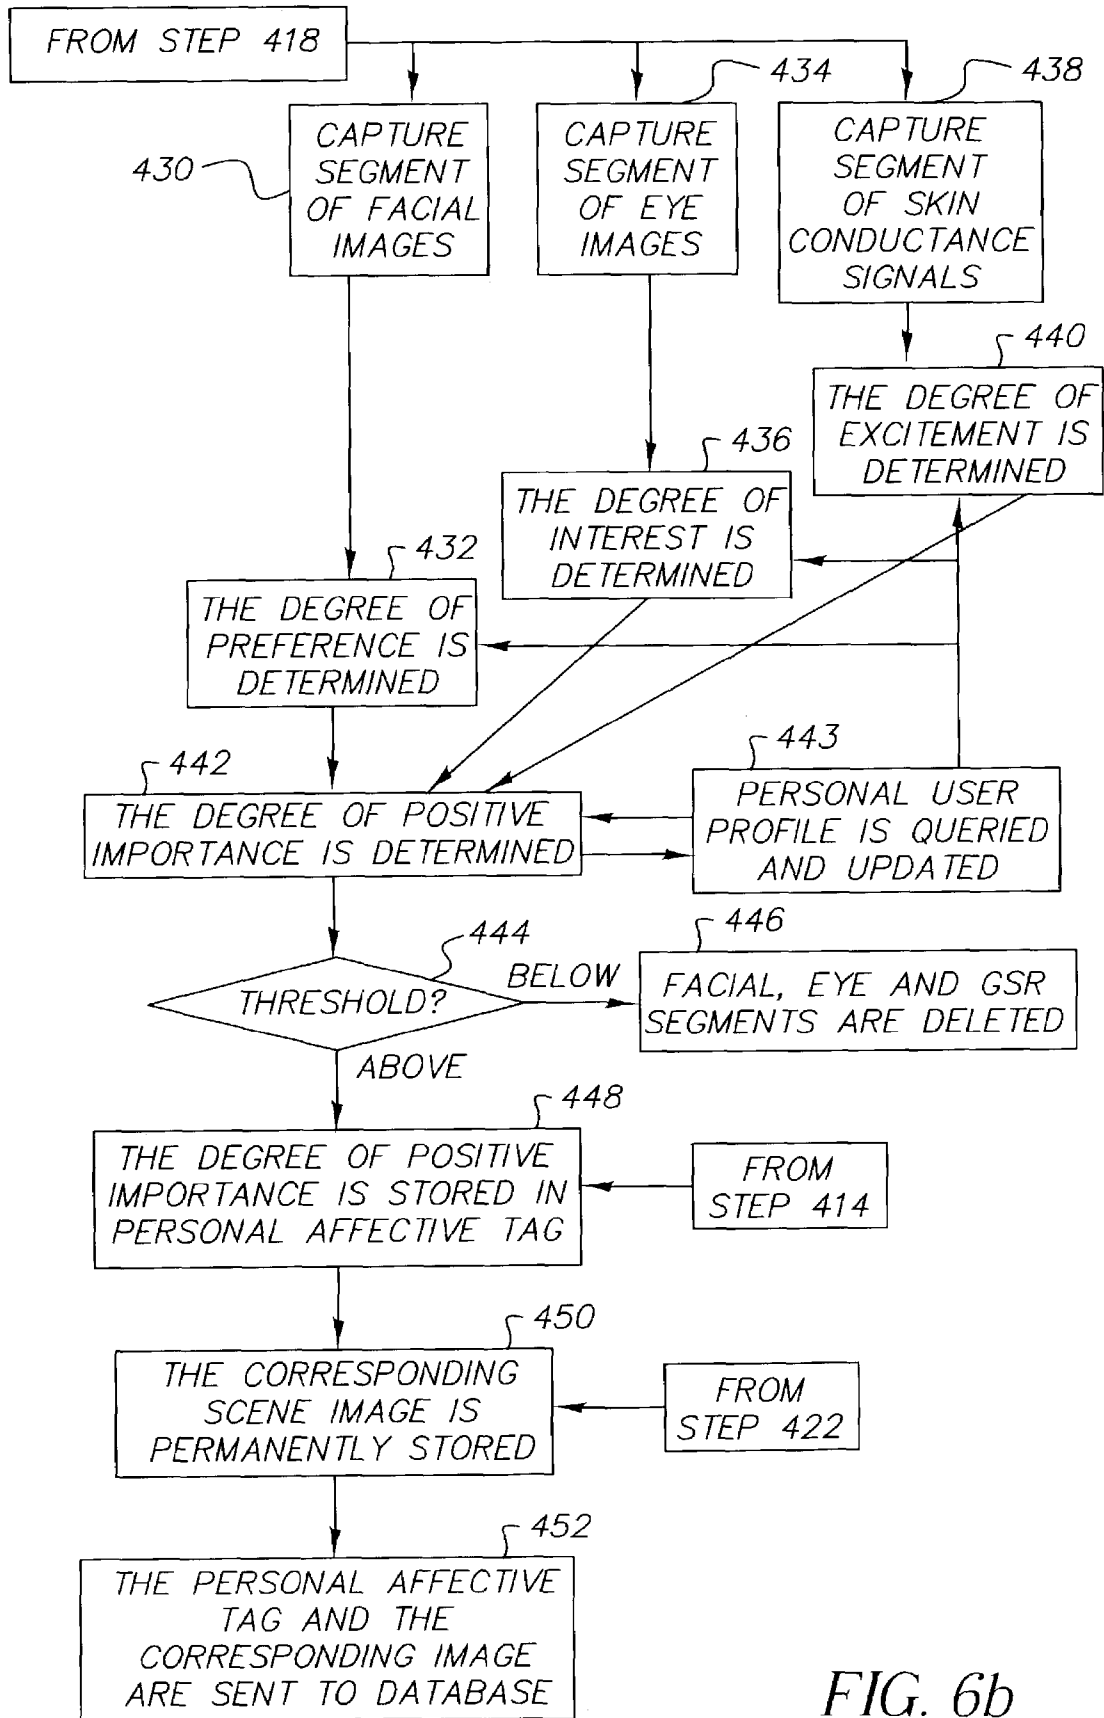 FROM STEP 418
434
438
430
CAPTURE
SEGMENT
OF FACIAL
IMAGES
CAPTURE
SEGMENT
OF EYE
IMAGES
CAPTURE
SEGMENT
OF SKIN
CONDUCTANCE
SIGNALS
440
THE DEGREE OF
EXCITEMENT IS
DETERMINED
436
THE DEGREE OF
INTEREST IS
DETERMINED
432
THE DEGREE OF
PREFERENCE IS
DETERMINED
442
THE DEGREE OF POSITIVE
IMPORTANCE IS DETERMINED
443
PERSONAL USER
PROFILE IS QUERIED
AND UPDATED
444
THRESHOLD?
BELOW
446
FACIAL, EYE AND GSR
SEGMENTS ARE DELETED
ABOVE
448
THE DEGREE OF POSITIVE
IMPORTANCE IS STORED IN
PERSONAL AFFECTIVE TAG
FROM
STEP 414
450
THE CORRESPONDING
SCENE IMAGE IS
PERMANENTLY STORED
FROM
STEP 422
452
THE PERSONAL AFFECTIVE
TAG AND THE
CORRESPONDING IMAGE
ARE SENT TO DATABASE
FIG. 6b